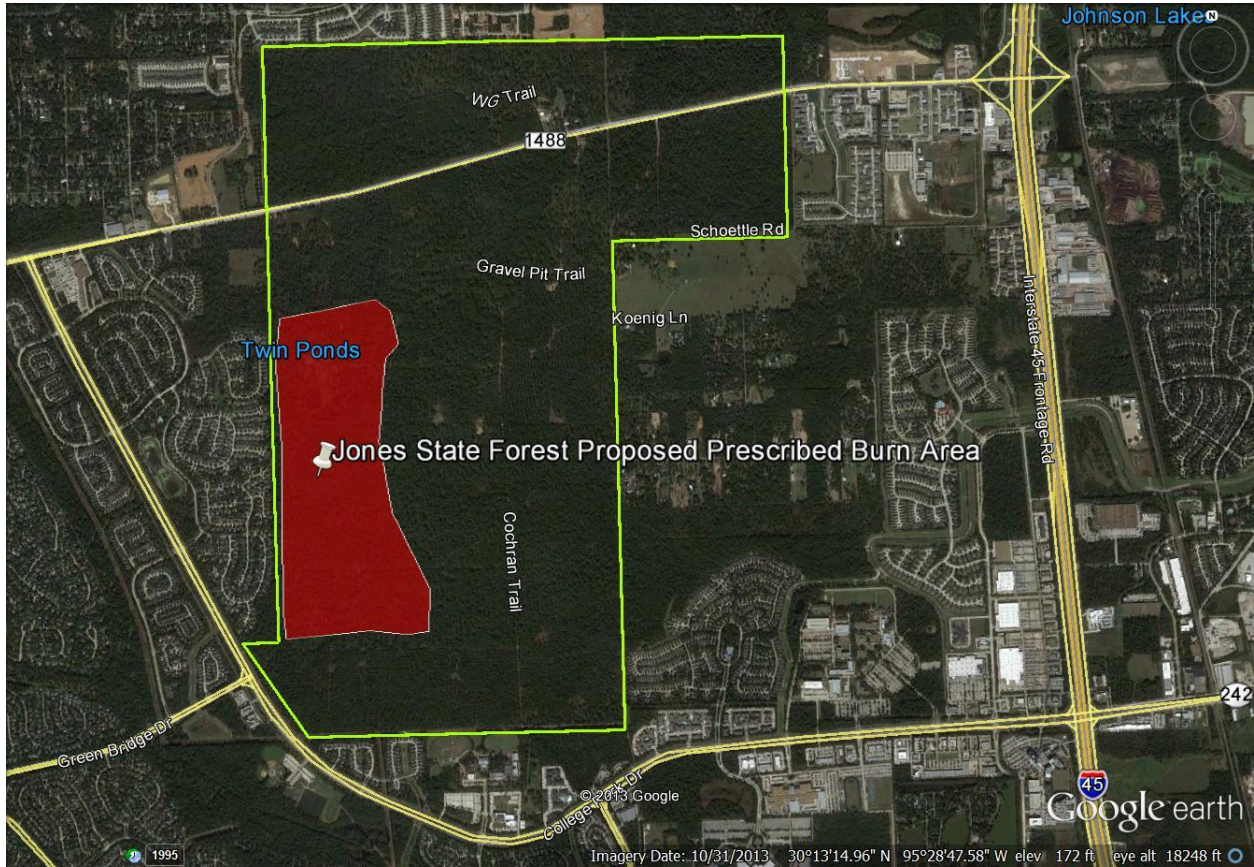 Johnson Lakes
N
WG Trail
1488
Schoettle Rd
Gravel Pit Trail
Koenig Ln
Interstate 45 Frontage Rd
Twin Ponds
Jones State Forest Proposed Prescribed Burn Area
Cochran Trail
242
Green Bridge Dr
© 2013 Google
45
College Park Dr
Google earth
1995
Imagery Date: 10/31/2013 30°13'14.96" N 95°28'47.58" W elev 172 ft eye alt 18248 ft